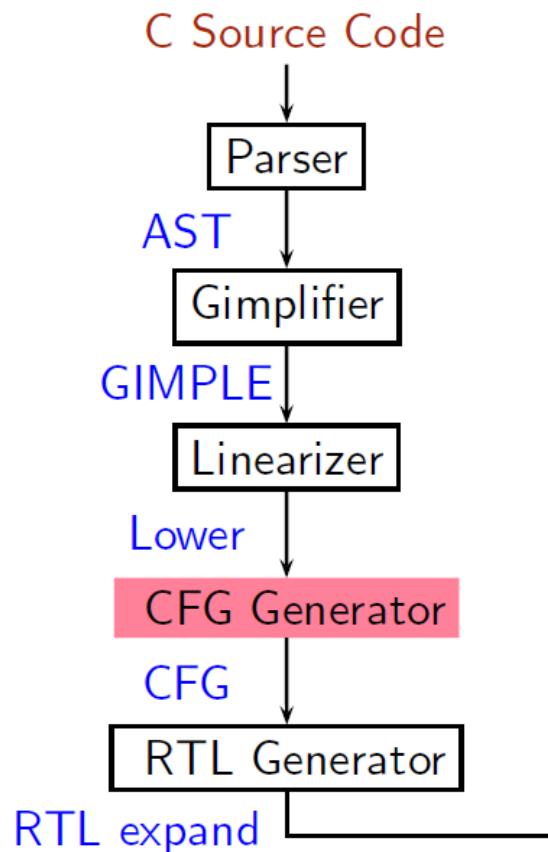 C Source Code
Parser
AST
Gimplifier
GIMPLE
Linearizer
Lower
CFG Generator
CFG
RTL Generator
RTL expand